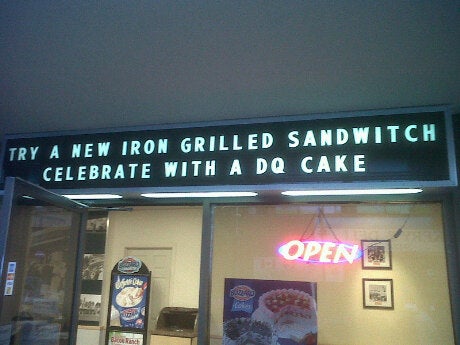 TRY A NEW IRON GRILLED SANDWITCH
CELEBRATE WITH A DQ CAKE
OPEN